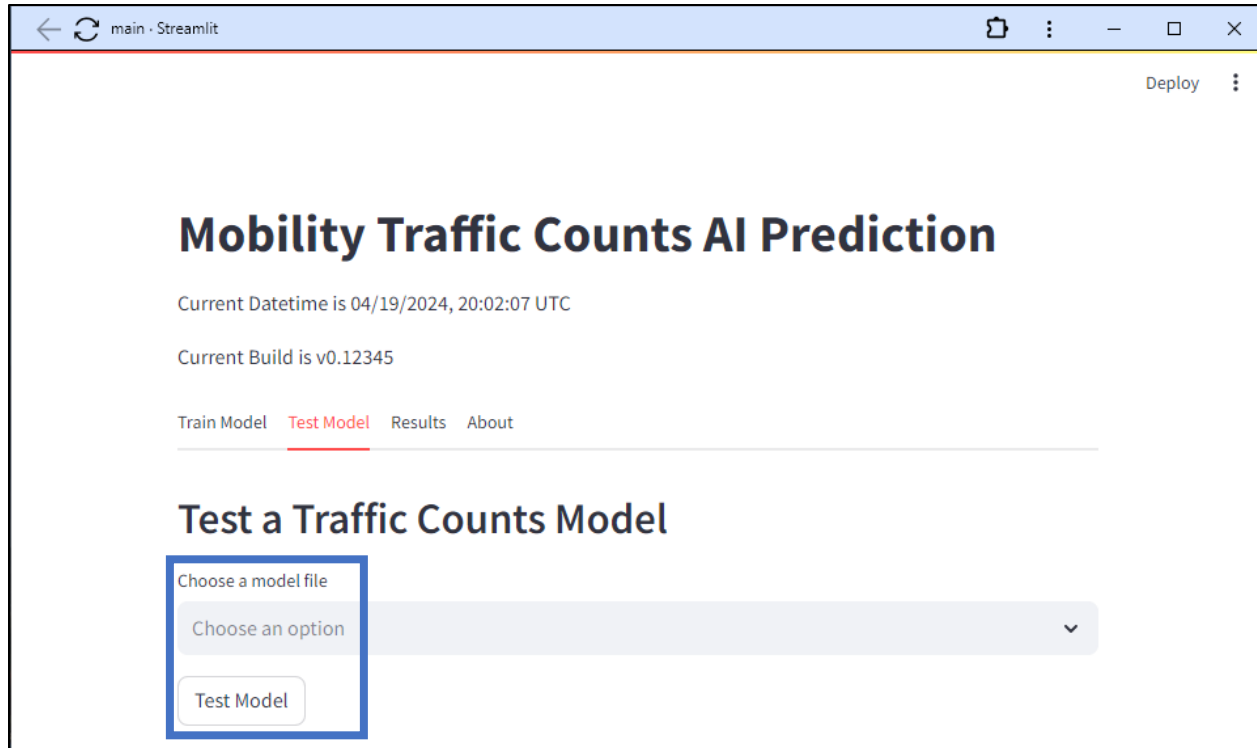 main · Streamlit
Deploy
Mobility Traffic Counts AI Prediction
Current Datetime is 04/19/2024, 20:02:07 UTC
Current Build is v0.12345
Train Model Test Model Results About
Test a Traffic Counts Model
Choose a model file
Choose an option
Test Model